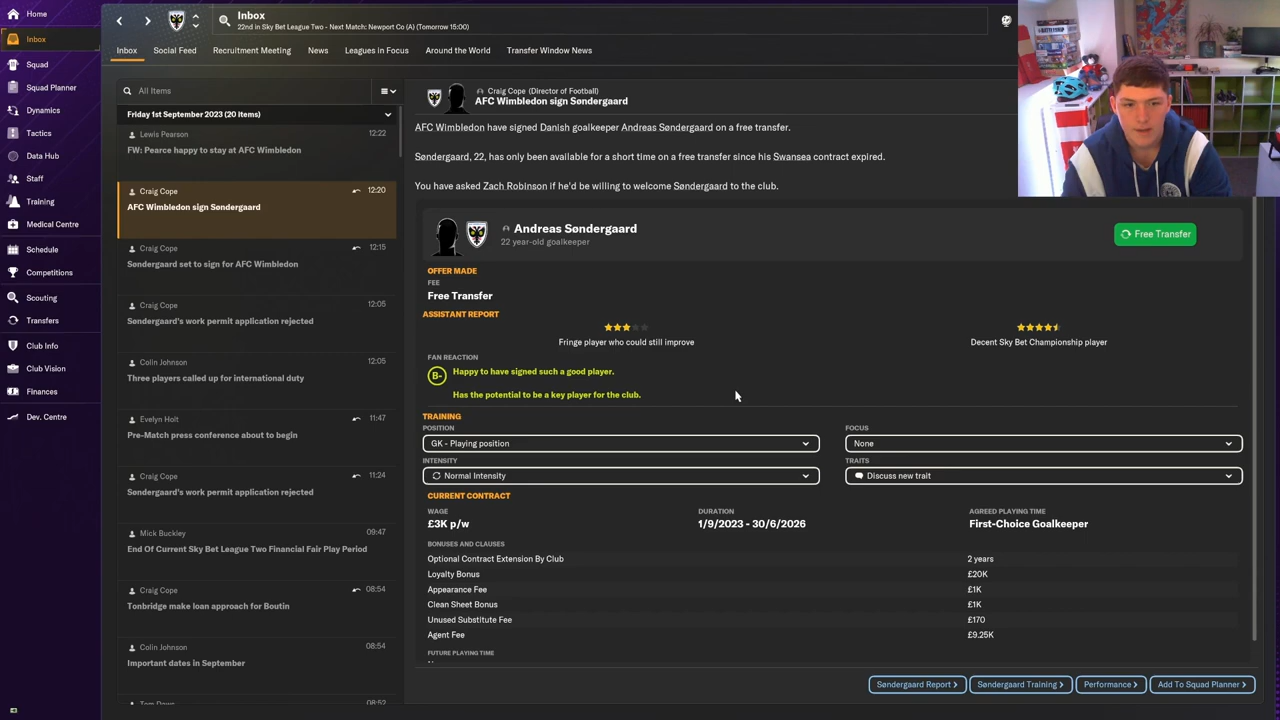 Home
Inbox
Squad
Squad Planner
Dynamics
Tactics
Data Hub
Staff
Training
Medical Centre
Schedule
Competitions
Scouting
Transfers
Club Info
Club Vision
Finances
Dev. Centre
Inbox
22nd in Sky Bet League Two - Next Match: Newport Co (A) (Tomorrow 15:00)
Inbox
Social Feed
Recruitment Meeting
News
Leagues in Focus
Around the World
Transfer Window News
All Items
Friday 1st September 2023 (20 Items)
Lewis Pearson 12:22
FW: Pearce happy to stay at AFC Wimbledon
Craig Cope 12:20
AFC Wimbledon sign Søndergaard
Craig Cope 12:15
Søndergaard set to sign for AFC Wimbledon
Craig Cope 12:05
Søndergaard's work permit application rejected
Colin Johnson 12:05
Three players called up for international duty
Evelyn Holt 11:47
Pre-Match press conference about to begin
Craig Cope 11:24
Søndergaard's work permit application rejected
Mick Buckley 09:47
End Of Current Sky Bet League Two Financial Fair Play Period
Craig Cope 08:54
Tonbridge make loan approach for Boutin
Colin Johnson 08:54
Important dates in September
08:52
Craig Cope (Director of Football)
AFC Wimbledon sign Søndergaard
AFC Wimbledon have signed Danish goalkeeper Andreas Søndergaard on a free transfer.
Søndergaard, 22, has only been available for a short time on a free transfer since his Swansea contract expired.
You have asked Zach Robinson if he'd be willing to welcome Søndergaard to the club.
Andreas Søndergaard
22 year-old goalkeeper
Free Transfer
OFFER MADE
FEE
Free Transfer
ASSISTANT REPORT
Fringe player who could still improve
Decent Sky Bet Championship player
FAN REACTION
B-
Happy to have signed such a good player.
Has the potential to be a key player for the club.
TRAINING
POSITION
GK - Playing position
FOCUS
None
INTENSITY
Normal Intensity
TRAITS
Discuss new trait
CURRENT CONTRACT
WAGE
£3K p/w
DURATION
1/9/2023 - 30/6/2026
AGREED PLAYING TIME
First-Choice Goalkeeper
BONUSES AND CLAUSES
Optional Contract Extension By Club 2 years
Loyalty Bonus £20K
Appearance Fee £1K
Clean Sheet Bonus £1K
Unused Substitute Fee £170
Agent Fee £9.25K
FUTURE PLAYING TIME
Søndergaard Report
Søndergaard Training
Performance
Add To Squad Planner